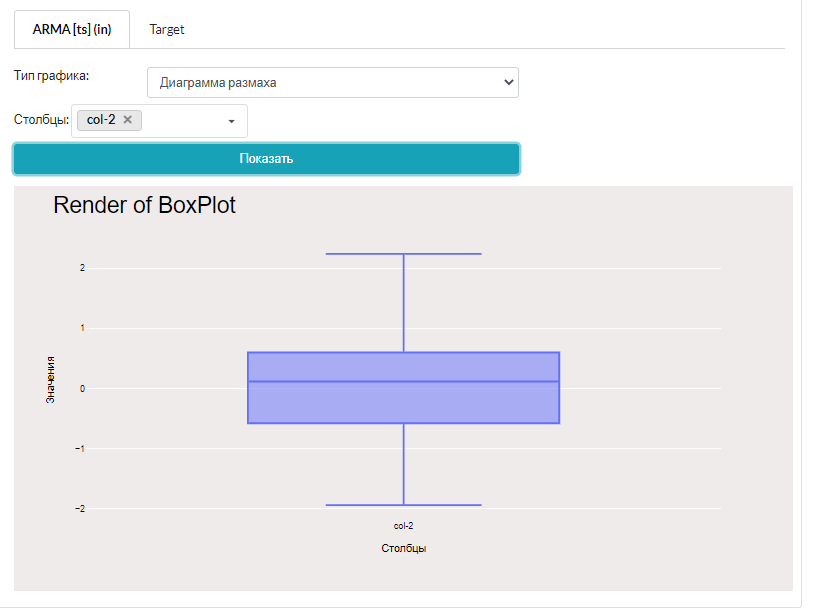 ARMA [ts] (in) Target
Тип графика: Диаграмма размаха
Столбцы: col-2 ×
Показать
Render of BoxPlot
2
1
0
−1
−2
Значения
col-2
Столбцы